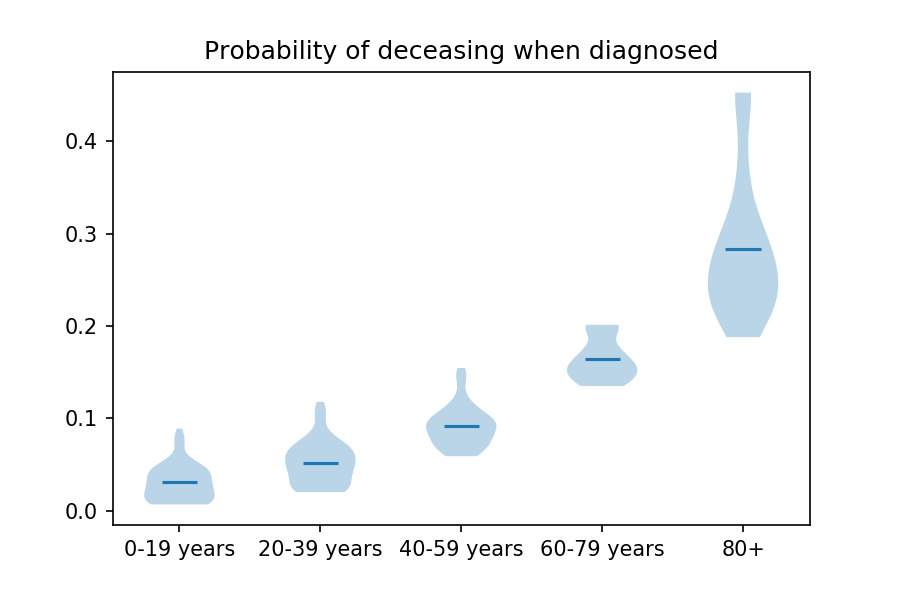 Probability of deceasing when diagnosed
0.4
0.3
0.2
0.1
0.0
0-19 years 20-39 years 40-59 years 60-79 years 80+